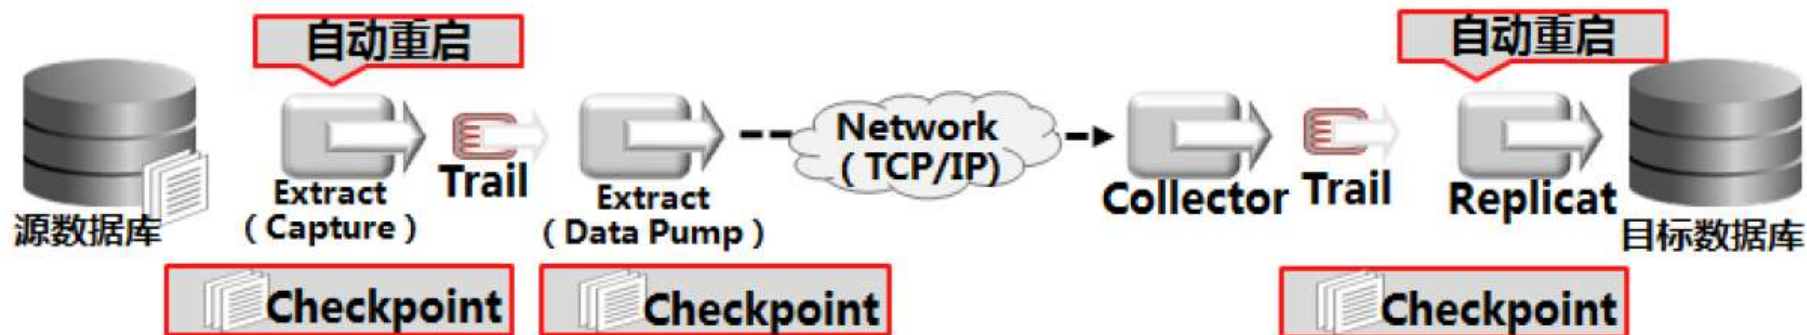 自动重启
自动重启
源数据库
Extract
（Capture）
Trail
Extract
（Data Pump）
Network
（TCP/IP)
Collector
Trail
Replicat
目标数据库
Checkpoint
Checkpoint
Checkpoint